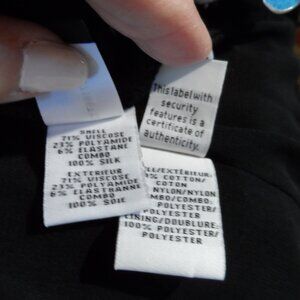 SHELL
71% VISCOSE
23% POLYAMIDE
6% ELASTANE
COMBO
100% SILK
EXTERIEUR
71% VISCOSE
23% POLYAMIDE
6% ELASTHANNE
COMBO
100% SOIE
This label with
security
features is a
certificate of
authenticity.
COTTON/
COTON
NYLON/NYLON
COMBO:
POLYESTER/
POLYESTER
LINING/DOUBLURE:
100% POLYESTER/
POLYESTER